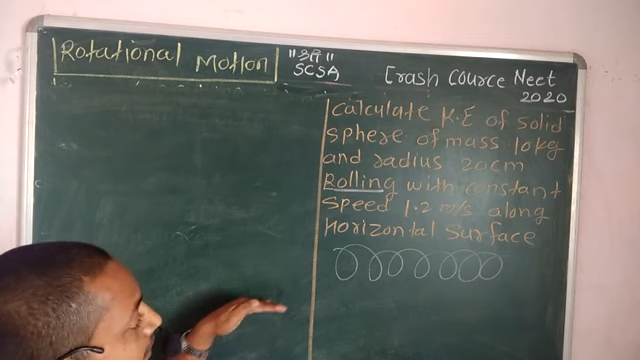 Rotational Motion
"श्री"
SCSA
Crash Cource Neet
2020
Calculate K.E of solid
sphere of mass 10kg
and radius 20cm
Rolling with constant
speed 1.2 m/s along
Horizontal Surface